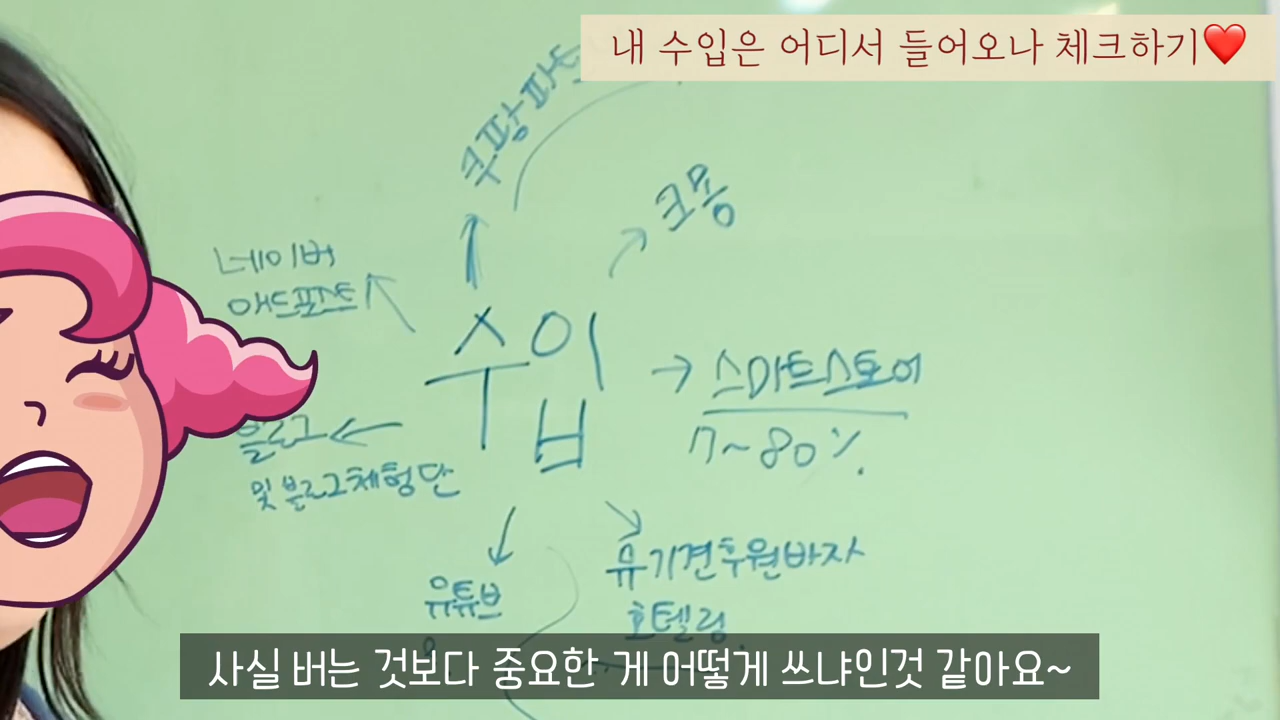 내 수입은 어디서 들어오나 체크하기❤️
쿠팡파트
크몽
네이버
애드포스트
수입
스마트스토어
7~80%
블로그
및 블로그체험단
유튜브
유기견후원바자
호텔링
사실 버는 것보다 중요한 게 어떻게 쓰냐인것 같아요~